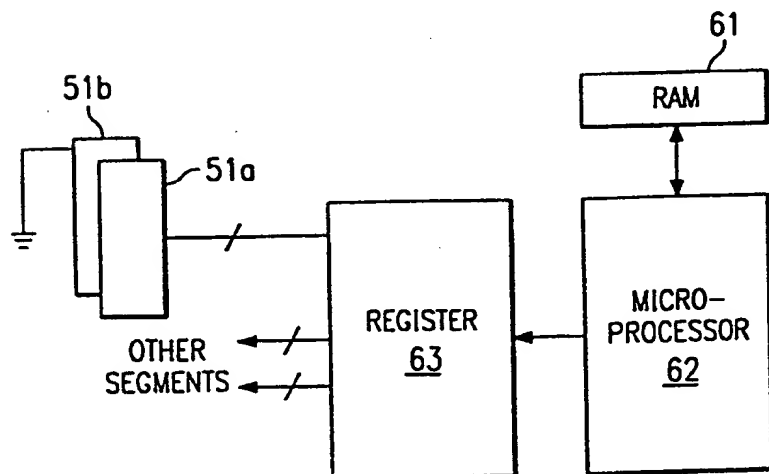 61
RAM
51b
51a
REGISTER
63
MICRO-
PROCESSOR
62
OTHER
SEGMENTS